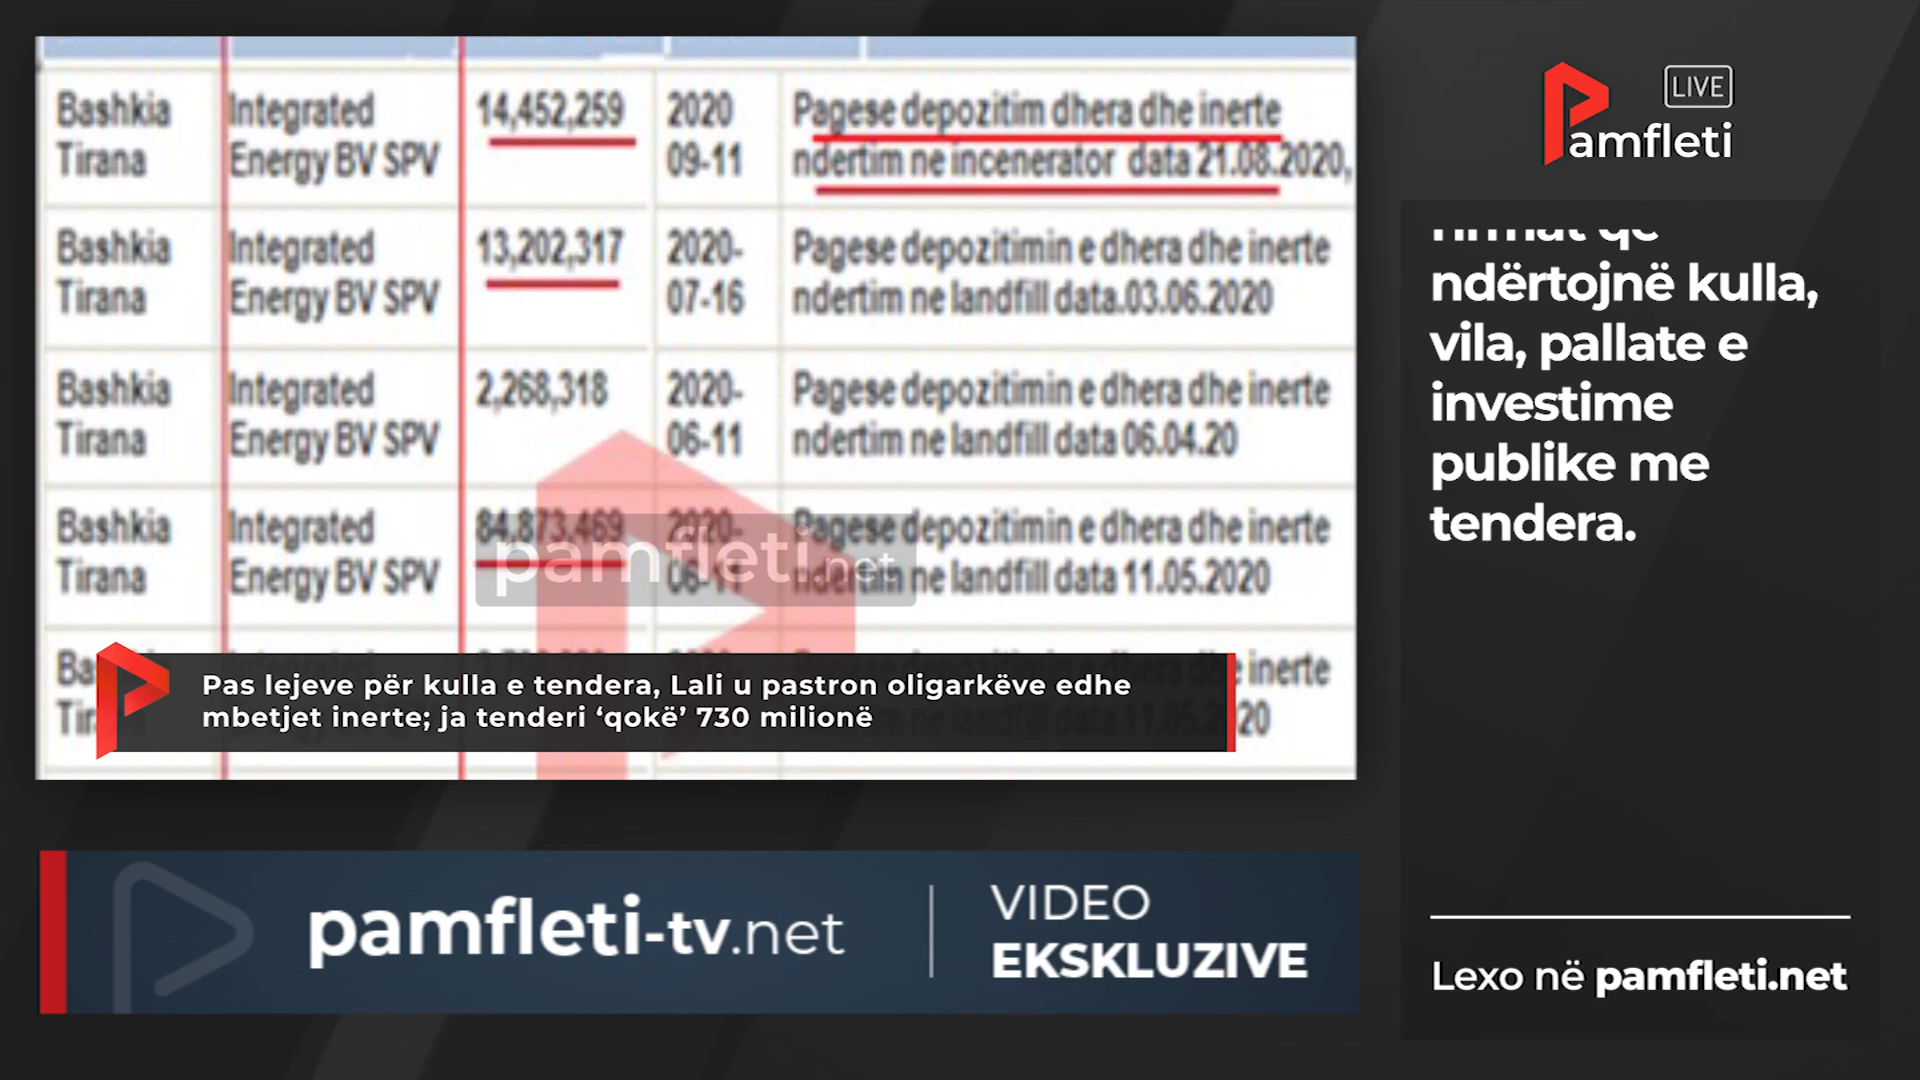 Bashkia Tirana Integrated Energy BV SPV 14,452,259 2020 09-11 Pagese depozitim dhera dhe inerte ndertim ne incenerator data 21.08.2020,
Bashkia Tirana Integrated Energy BV SPV 13,202,317 2020-07-16 Pagese depozitimin e dhera dhe inerte ndertim ne landfill data.03.06.2020
Bashkia Tirana Integrated Energy BV SPV 2,268,318 2020-06-11 Pagese depozitimin e dhera dhe inerte ndertim ne landfill data 06.04.20
Bashkia Tirana Integrated Energy BV SPV 84,873,469 2020-06-11 Pagese depozitimin e dhera dhe inerte ndertim ne landfill data 11.05.2020
pamfleti.net
Pas lejeve për kulla e tendera, Lali u pastron oligarkëve edhe
mbetjet inerte; ja tenderi ‘qokë’ 730 milionë
pamfleti-tv.net
VIDEO
EKSKLUZIVE
LIVE
Pamfleti
ndërtojnë kulla,
vila, pallate e
investime
publike me
tendera.
Lexo në pamfleti.net